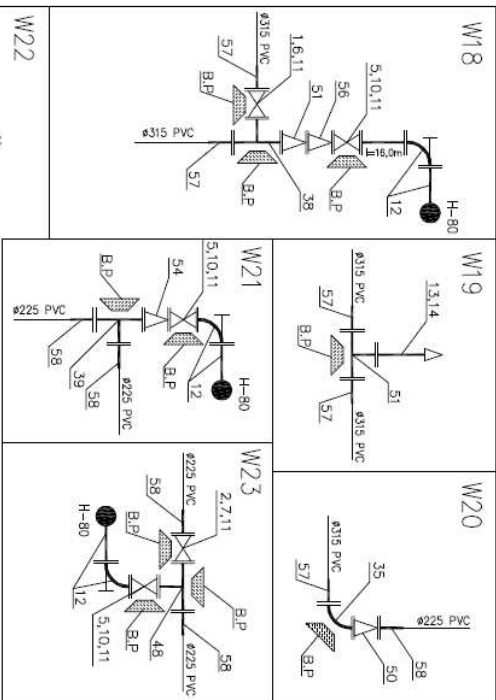 W18
ø315 PVC
57
1,6,11
B.P
51
56
5,10,11
B.P
ø315 PVC
57
B.P
38
l=16,0m
12
H-80
W19
ø315 PVC
57
B.P
13,14
51
57
ø315 PVC
W20
ø315 PVC
57
35
ø225 PVC
58
50
B.P
W21
5,10,11
54
B.P
ø225 PVC
58
39
58
ø225 PVC
B.P
12
H-80
W22
W23
ø225 PVC
58
2,7,11
B.P
B.P
H-80
12
5,10,11
B.P
48
58
ø225 PVC